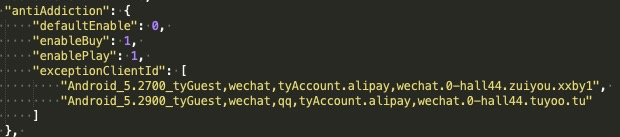 "antiAddiction": {
    "defaultEnable": 0,
    "enableBuy": 1,
    "enablePlay": 1,
    "exceptionClientId": [
        "Android_5.2700_tyGuest,wechat,tyAccount.alipay,wechat.0-hall44.zuiyou.xxby1",
        "Android_5.2900_tyGuest,wechat,qq,tyAccount.alipay,wechat.0-hall44.tuyoo.tu"
    ]
},